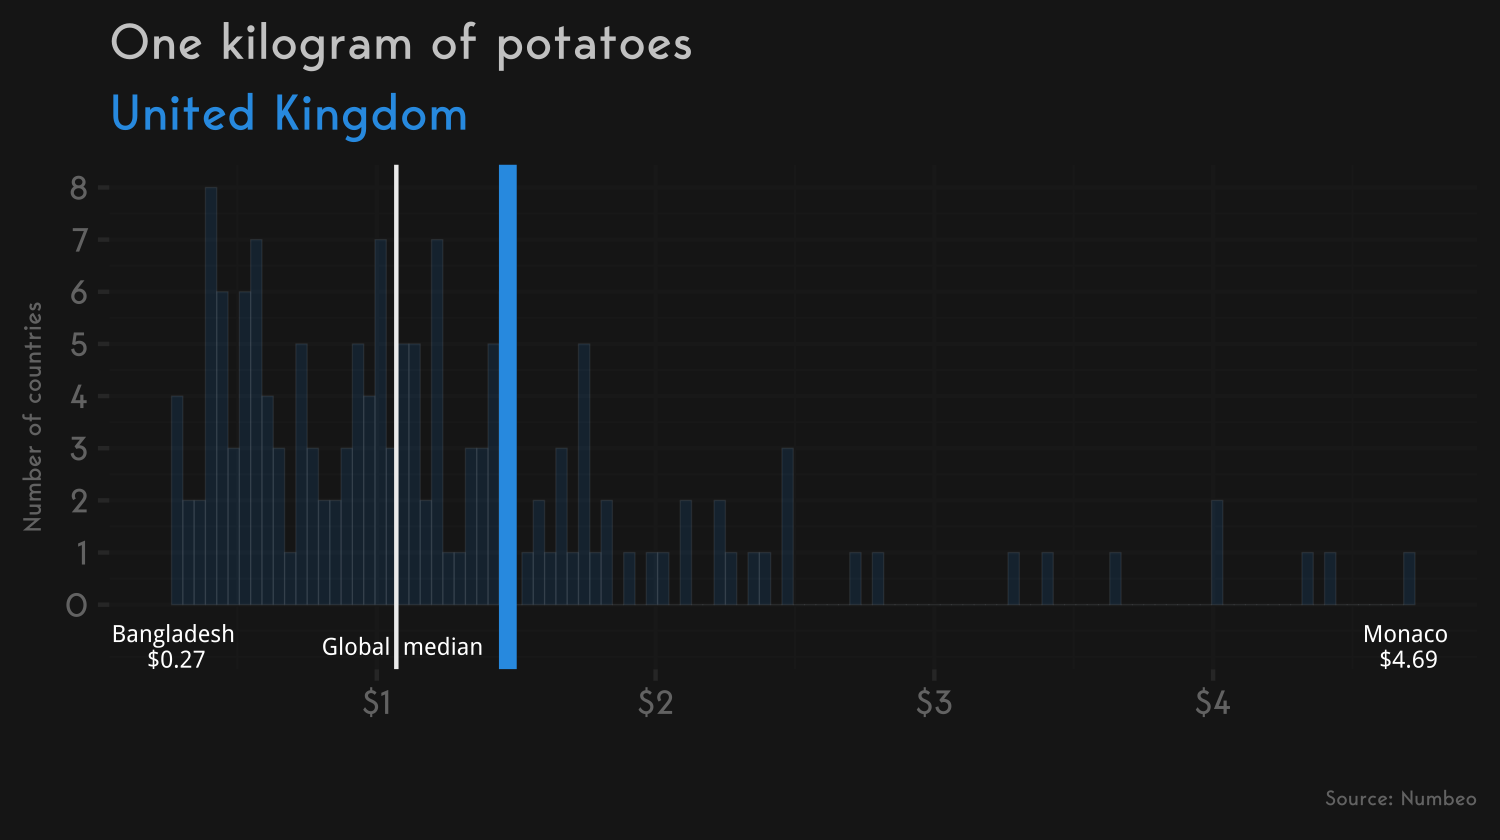 One kilogram of potatoes
United Kingdom
Number of countries
8
7
6
5
4
3
2
1
0
Bangladesh
$0.27
Global median
Monaco
$4.69
$1
$2
$3
$4
Source: Numbeo